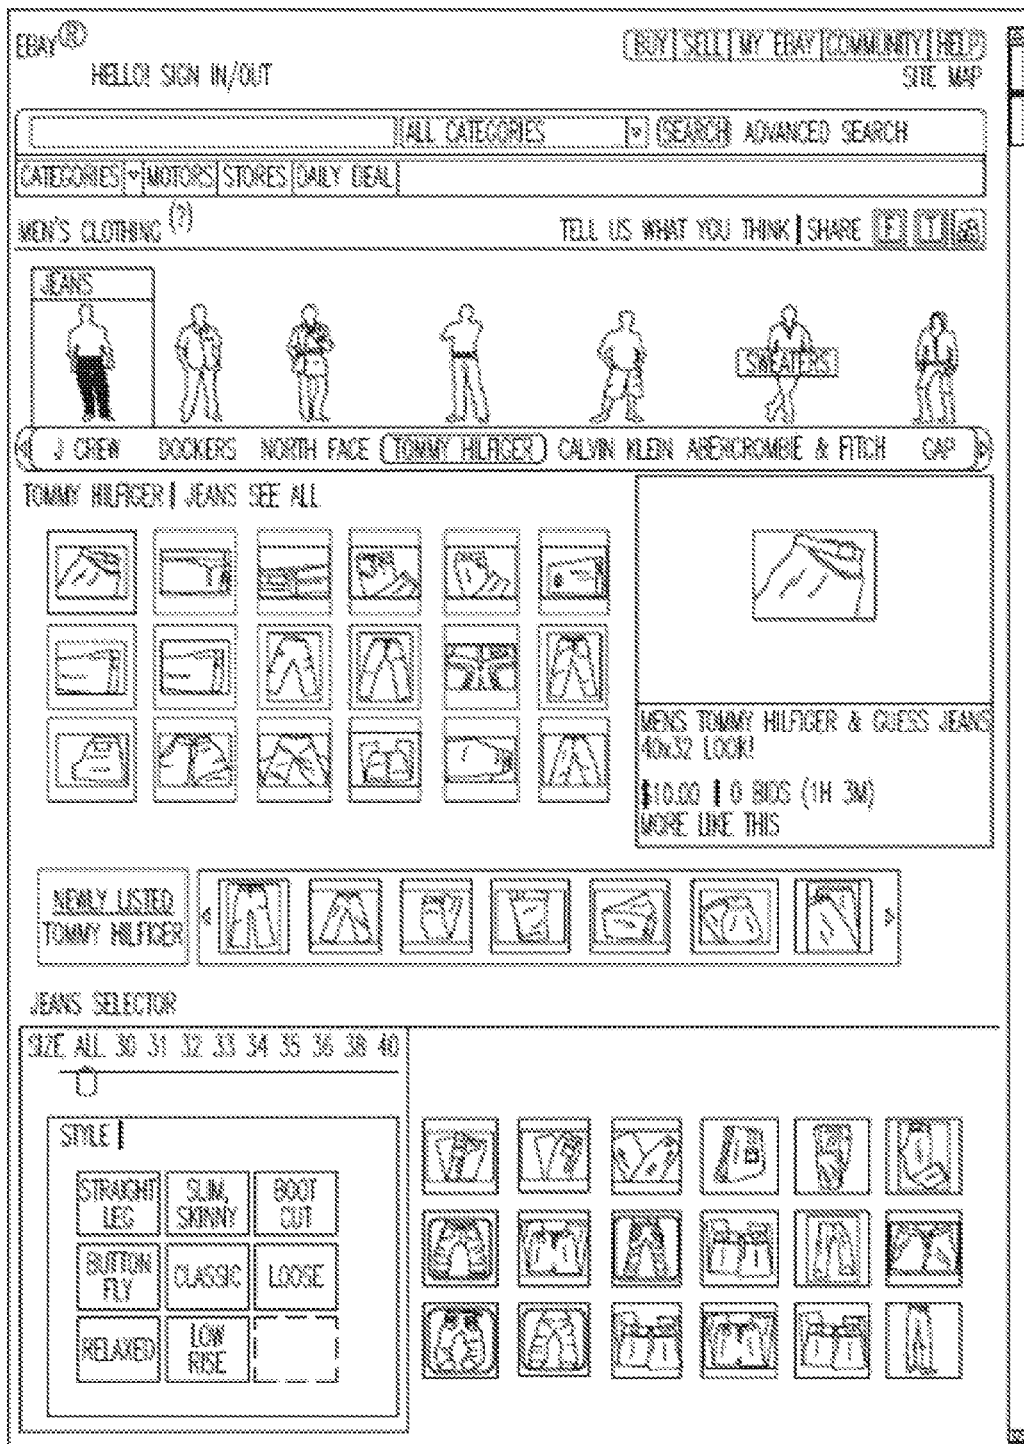 EBAY®
BUY SELL MY EBAY COMMUNITY HELP
HELLO! SIGN IN/OUT
SITE MAP
ALL CATEGORIES SEARCH ADVANCED SEARCH
CATEGORIES MOTORS STORES DAILY DEAL
MEN'S CLOTHING (?)
TELL US WHAT YOU THINK | SHARE F T
JEANS
SWEATERS
J CREW DOCKERS NORTH FACE TOMMY HILFIGER CALVIN KLEIN ABERCROMBIE & FITCH GAP
TOMMY HILFIGER | JEANS SEE ALL
MENS TOMMY HILFIGER & GUESS JEANS
40x32 LOOK!
$10.00 | 0 BIDS (1H 3M)
MORE LIKE THIS
NEWLY LISTED
TOMMY HILFIGER
JEANS SELECTOR
SIZE ALL 30 31 32 33 34 35 36 38 40
STYLE |
STRAIGHT LEG
SLIM, SKINNY
BOOT CUT
BUTTON FLY
CLASSIC
LOOSE
RELAXED
LOW RISE